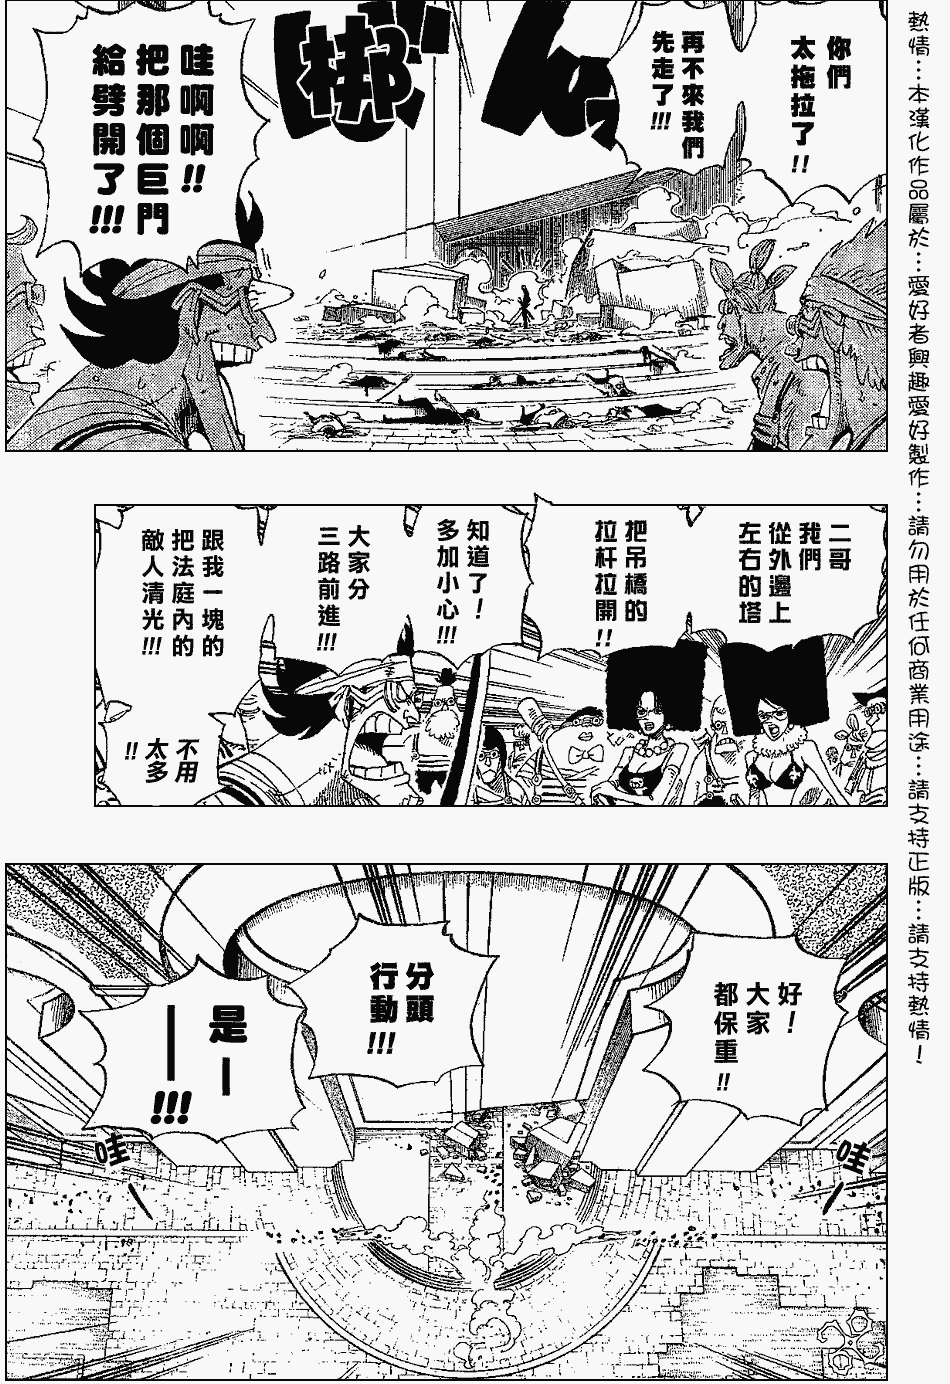 你們
太拖拉了!!
再不來我們
先走了!!!
綁
哇啊啊!!
把那個巨門
給劈開了!!!
二哥
我們
從外邊上
左右的塔
把吊橋的
拉杆拉開!!
知道了!
多加小心!!!
大家分
三路前進!!!
跟我一塊的
把法庭內的
敵人清光!!!
不用
太多!!
好!
大家
都保重!!
分頭
行動!!!
是—
—!!!
哇—
哇—
熱情…本漢化作品屬於…愛好者興趣愛好製作…請勿用於任何商業用途…請支持正版…請支持熱情!